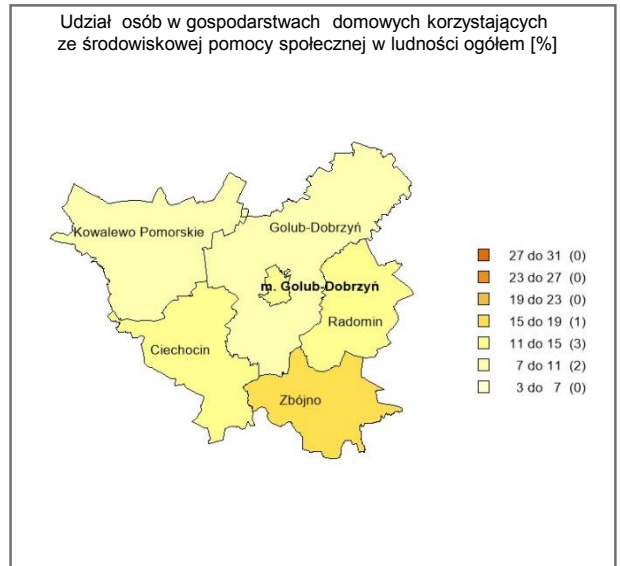 Udział osób w gospodarstwach domowych korzystających
ze środowiskowej pomocy społecznej w ludności ogółem [%]
Kowalewo Pomorskie
Golub-Dobrzyń
m. Golub-Dobrzyń
Radomin
Ciechocin
Zbójno
27 do 31 (0)
23 do 27 (0)
19 do 23 (0)
15 do 19 (1)
11 do 15 (3)
7 do 11 (2)
3 do 7 (0)